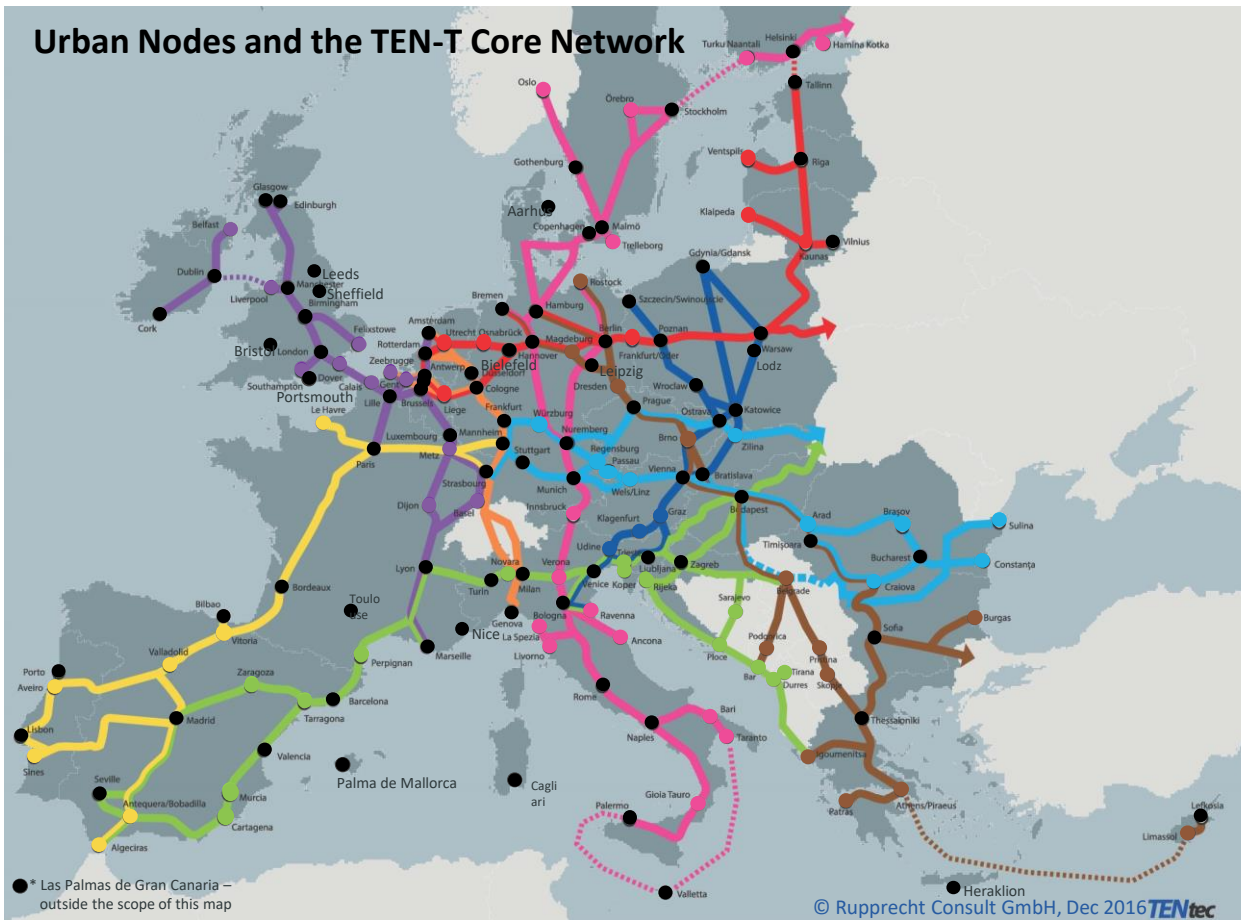 Urban Nodes and the TEN-T Core Network
Turku Naantali
Helsinki
Hamina Kotka
Tallinn
Oslo
Örebro
Stockholm
Ventspils
Riga
Gothenburg
Glasgow
Edinburgh
Klaipeda
Belfast
Aarhus
Copenhagen
Malmö
Trelleborg
Vilnius
Kaunas
Gdynia/Gdansk
Dublin
Leeds
Manchester
Sheffield
Liverpool
Birmingham
Rostock
Szczecin/Swinoujscie
Bremen
Hamburg
Cork
Felixstowe
Amsterdam
Utrecht
Osnabrück
Magdeburg
Berlin
Poznan
Bristol
London
Rotterdam
Hannover
Frankfurt/Oder
Warsaw
Zeebrugge
Antwerp
Bielefeld
Düsseldorf
Leipzig
Lodz
Southampton
Dover
Calais
Gent
Cologne
Dresden
Wroclaw
Portsmouth
Lille
Brussels
Liege
Le Havre
Frankfurt
Würzburg
Prague
Ostrava
Katowice
Luxembourg
Mannheim
Nuremberg
Brno
Zilina
Paris
Metz
Stuttgart
Regensburg
Passau
Vienna
Bratislava
Strasbourg
Munich
Wels/Linz
Dijon
Basel
Innsbruck
Klagenfurt
Graz
Budapest
Arad
Braşov
Sulina
Udine
Timişoara
Bucharest
Lyon
Novara
Verona
Trieste
Ljubljana
Zagreb
Constanţa
Turin
Milan
Venice
Koper
Rijeka
Belgrade
Craiova
Bordeaux
Toulo
use
Bilbao
Genova
Bologna
Ravenna
Sarajevo
Nice
La Spezia
Sofia
Burgas
Vitoria
Marseille
Livorno
Ancona
Podgorica
Pristina
Valladolid
Perpignan
Ploce
Porto
Zaragoza
Bar
Tirana
Durres
Skopje
Aveiro
Barcelona
Rome
Lisbon
Madrid
Tarragona
Bari
Thessaloniki
Sines
Valencia
Naples
Taranto
Igoumenitsa
Seville
Palma de Mallorca
Cagli
ari
Antequera/Bobadilla
Murcia
Gioia Tauro
Cartagena
Palermo
Patras
Athens/Piraeus
Lefkosia
Algeciras
Limassol
* Las Palmas de Gran Canaria –
outside the scope of this map
Valletta
Heraklion
© Rupprecht Consult GmbH, Dec 2016 TENtec